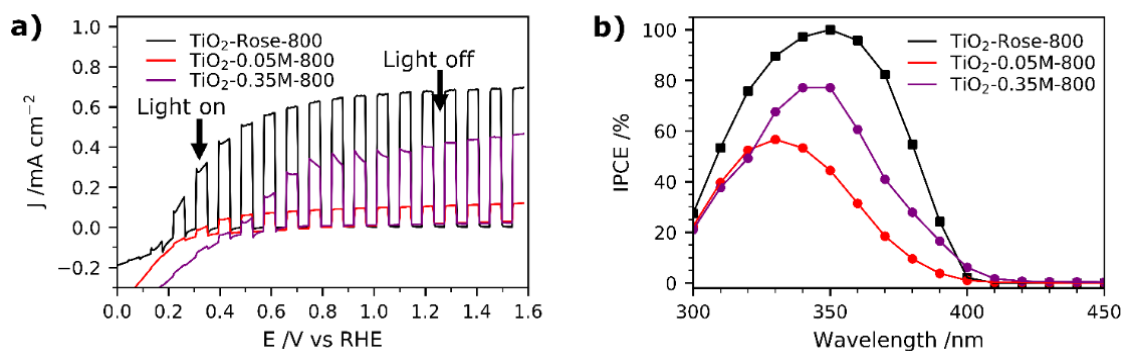 a)
1.0
0.8
0.6
0.4
0.2
0.0
−0.2
J /mA cm⁻²
TiO₂-Rose-800
TiO₂-0.05M-800
TiO₂-0.35M-800
Light on
Light off
0.0 0.2 0.4 0.6 0.8 1.0 1.2 1.4 1.6
E /V vs RHE
b)
100
80
60
40
20
0
IPCE /%
TiO₂-Rose-800
TiO₂-0.05M-800
TiO₂-0.35M-800
300 350 400 450
Wavelength /nm